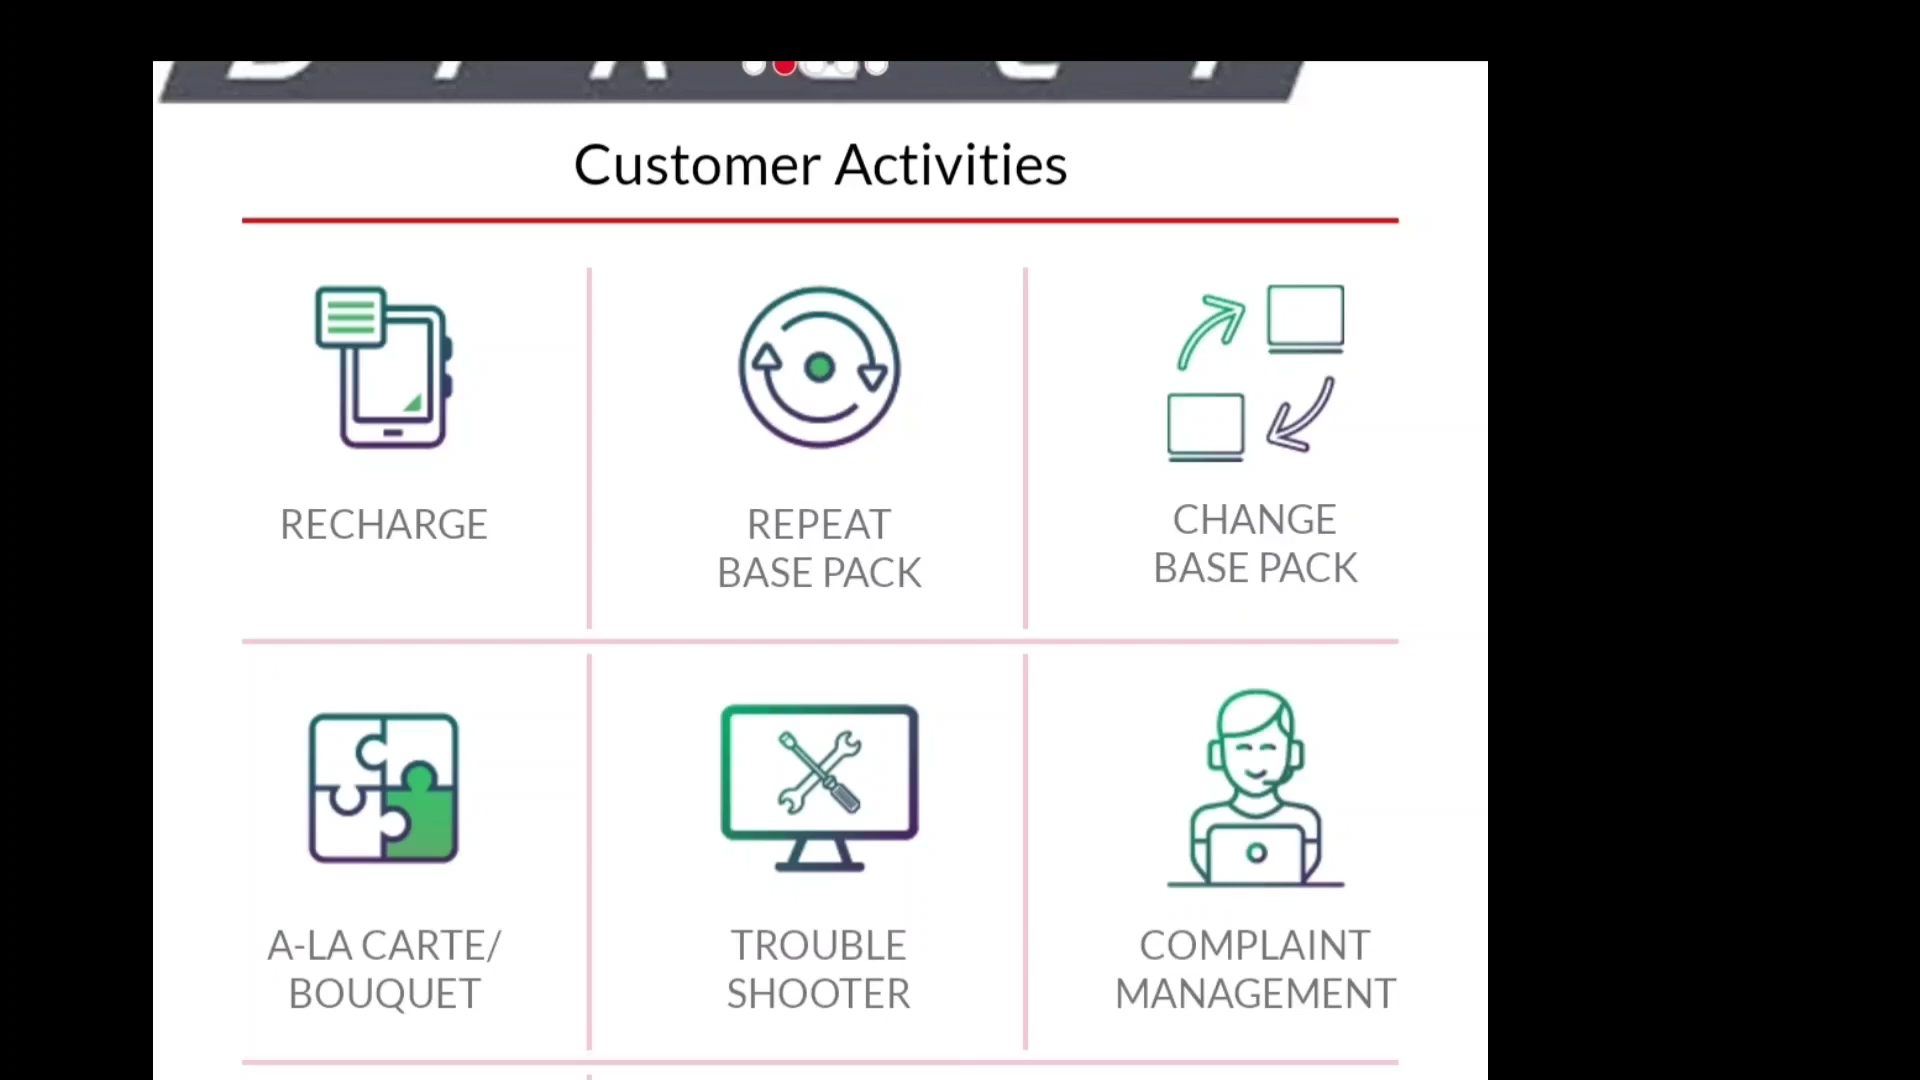 Customer Activities
RECHARGE
REPEAT
BASE PACK
CHANGE
BASE PACK
A-LA CARTE/
BOUQUET
TROUBLE
SHOOTER
COMPLAINT
MANAGEMENT